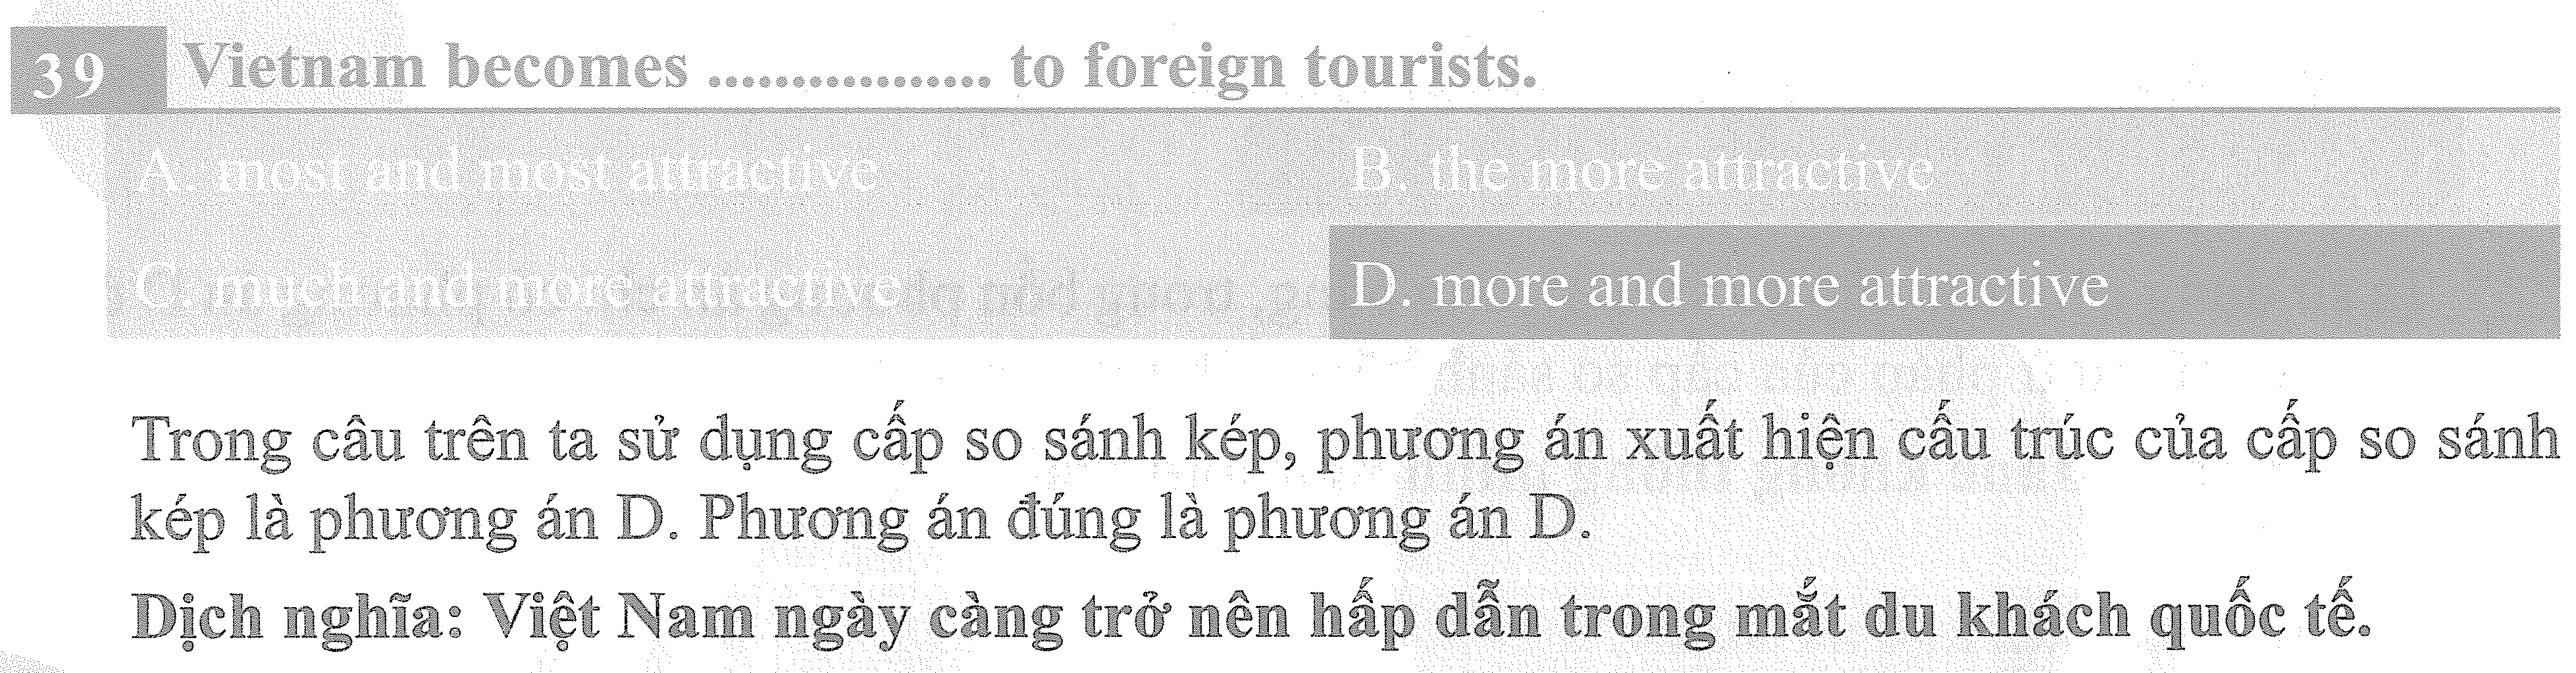 39 Vietnam becomes ................. to foreign tourists.
A. most and most attractive B. the more attractive
C. much and more attractive D. more and more attractive
Trong câu trên ta sử dụng cấp so sánh kép, phương án xuất hiện cấu trúc của cấp so sánh
kép là phương án D. Phương án đúng là phương án D.
Dịch nghĩa: Việt Nam ngày càng trở nên hấp dẫn trong mắt du khách quốc tế.